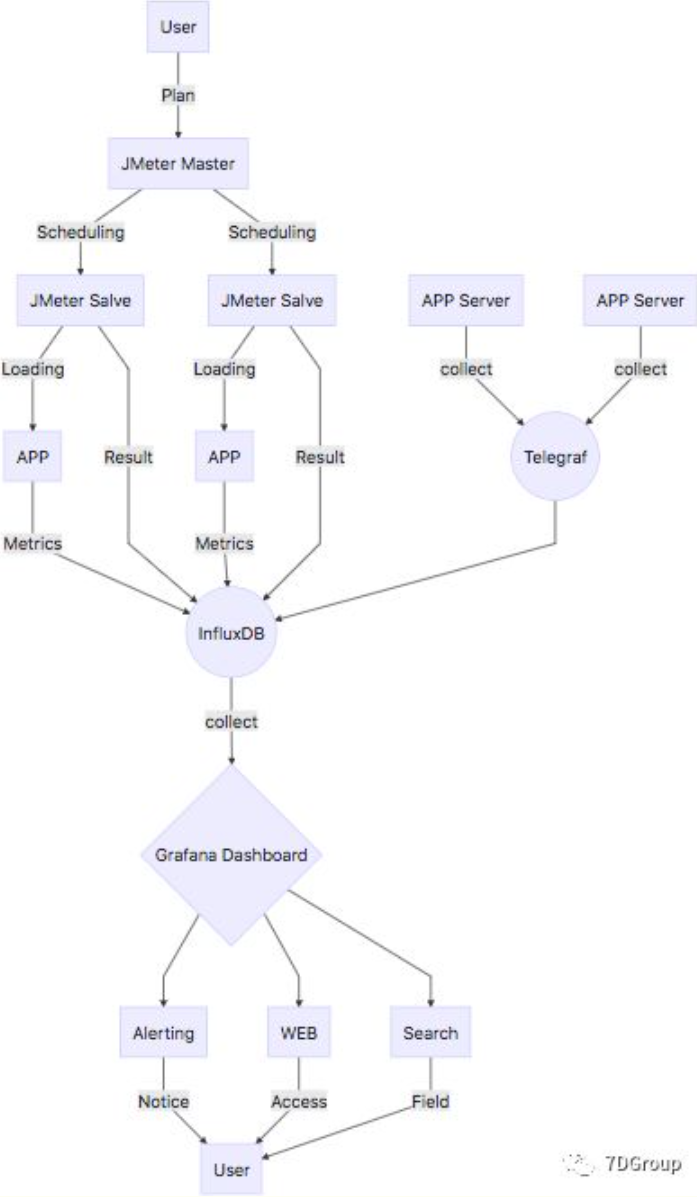 User
Plan
JMeter Master
Scheduling Scheduling
JMeter Salve JMeter Salve APP Server APP Server
Loading Loading collect collect
APP Result APP Result Telegraf
Metrics Metrics
InfluxDB
collect
Grafana Dashboard
Alerting WEB Search
Notice Access Field
User
7DGroup